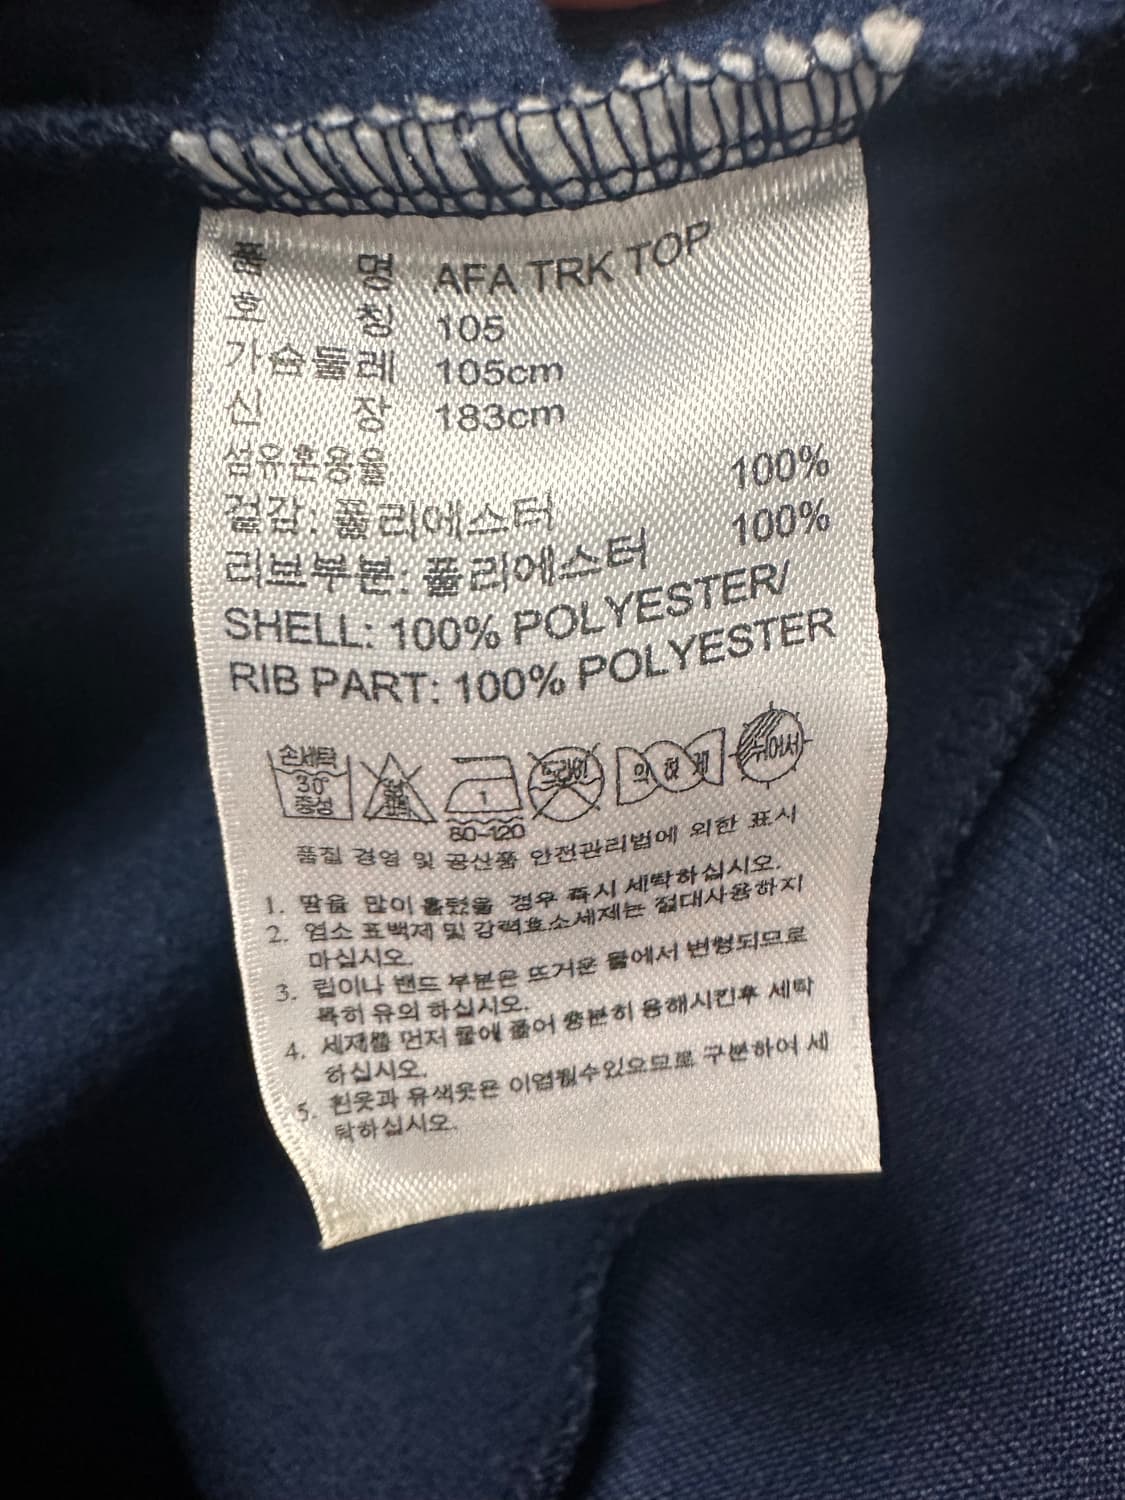 품 명 AFA TRK TOP
호 칭 105
가슴둘레 105cm
신 장 183cm
섬유혼용율
겉감: 폴리에스터 100%
리브부분: 폴리에스터 100%
SHELL: 100% POLYESTER/
RIB PART: 100% POLYESTER
손세탁 30° 중성 1 80~120 드라이 약하게 뉘어서
품질 경영 및 공산품 안전관리법에 의한 표시
1. 땀을 많이 흘렸을 경우 즉시 세탁하십시오.
2. 염소 표백제 및 강력효소세제는 절대사용하지
마십시오.
3. 립이나 밴드 부분은 뜨거운 물에서 변형되므로
특히 유의 하십시오.
4. 세제를 먼저 물에 풀어 충분히 용해시킨후 세탁
하십시오.
5. 흰옷과 유색옷은 이염될수있으므로 구분하여 세
탁하십시오.